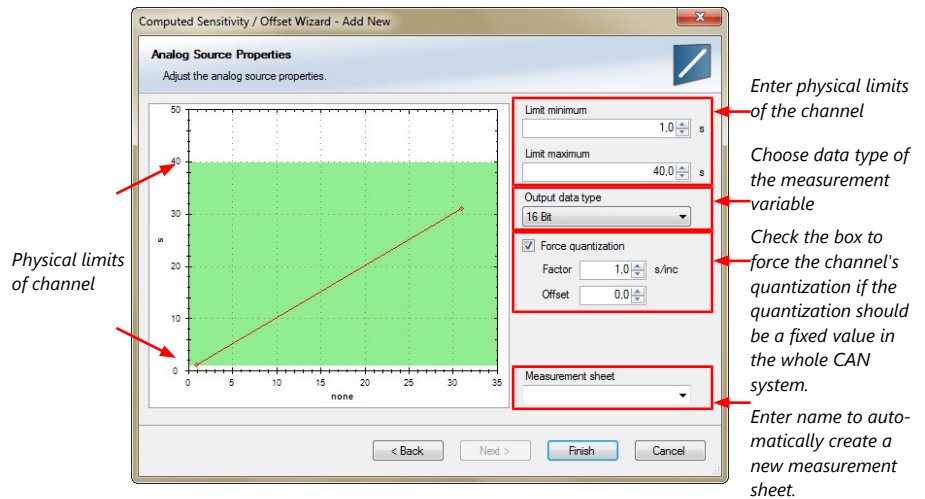 Computed Sensitivity / Offset Wizard - Add New
Analog Source Properties
Adjust the analog source properties.
50
40
30
20
10
0
s
0 5 10 15 20 25 30 35
none
Limit minimum
1,0 s
Limit maximum
40,0 s
Output data type
16 Bit
Force quantization
Factor 1,0 s/inc
Offset 0,0
Measurement sheet
< Back Next > Finish Cancel
Physical limits
of channel
Enter physical limits
of the channel
Choose data type of
the measurement
variable
Check the box to
force the channel's
quantization if the
quantization should
be a fixed value in
the whole CAN
system.
Enter name to auto-
matically create a
new measurement
sheet.